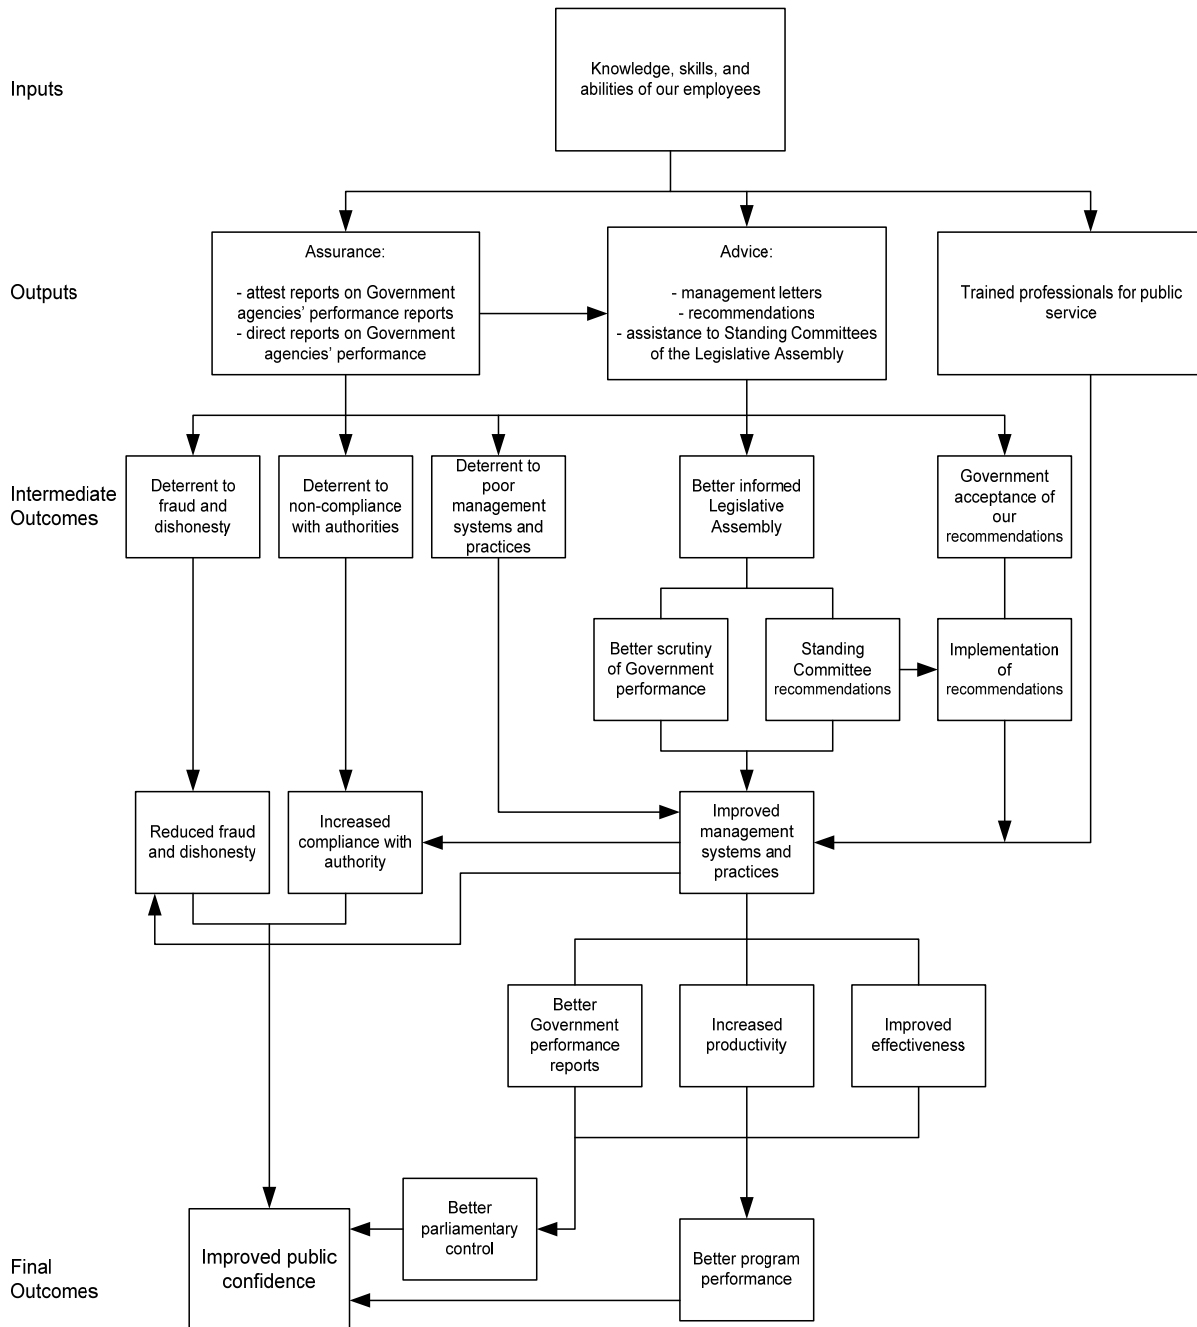 Inputs
Knowledge, skills, and
abilities of our employees
Outputs
Assurance:
- attest reports on Government
agencies' performance reports
- direct reports on Government
agencies' performance
Advice:
- management letters
- recommendations
- assistance to Standing Committees
of the Legislative Assembly
Trained professionals for public
service
Intermediate
Outcomes
Deterrent to
fraud and
dishonesty
Deterrent to
non-compliance
with authorities
Deterrent to
poor
management
systems and
practices
Better informed
Legislative
Assembly
Government
acceptance of
our
recommendations
Better scrutiny
of Government
performance
Standing
Committee
recommendations
Implementation
of
recommendations
Reduced fraud
and dishonesty
Increased
compliance with
authority
Improved
management
systems and
practices
Better
Government
performance
reports
Increased
productivity
Improved
effectiveness
Final
Outcomes
Improved public
confidence
Better
parliamentary
control
Better program
performance